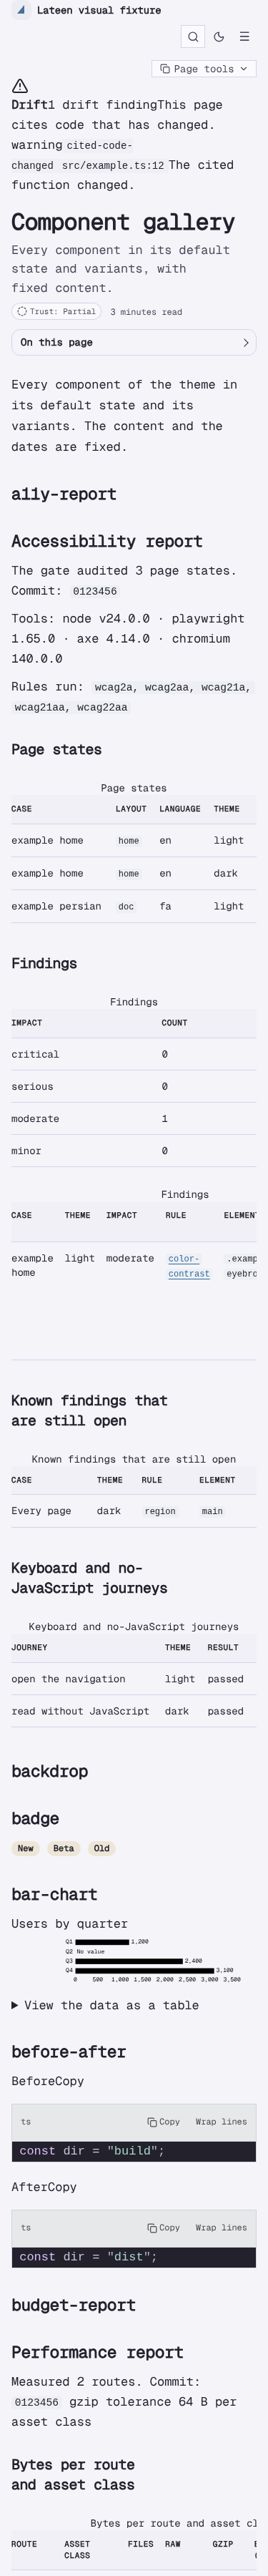 Lateen visual fixture
Page tools
Drift1 drift findingThis page
cites code that has changed.
warning cited-code-
changed src/example.ts:12 The cited
function changed.
Component gallery
Every component in its default
state and variants, with
fixed content.
Trust: Partial 3 minutes read
On this page
Every component of the theme in
its default state and its
variants. The content and the
dates are fixed.
a11y-report
Accessibility report
The gate audited 3 page states.
Commit: 0123456
Tools: node v24.0.0 · playwright
1.65.0 · axe 4.14.0 · chromium
140.0.0
Rules run: wcag2a, wcag2aa, wcag21a,
wcag21aa, wcag22aa
Page states
Page states
CASE LAYOUT LANGUAGE THEME
example home home en light
example home home en dark
example persian doc fa light
Findings
Findings
IMPACT COUNT
critical 0
serious 0
moderate 1
minor 0
Findings
CASE THEME IMPACT RULE ELEMENT
example light moderate color- .examp
home contrast eyebro
Known findings that
are still open
Known findings that are still open
CASE THEME RULE ELEMENT
Every page dark region main
Keyboard and no-
JavaScript journeys
Keyboard and no-JavaScript journeys
JOURNEY THEME RESULT
open the navigation light passed
read without JavaScript dark passed
backdrop
badge
New Beta Old
bar-chart
Users by quarter
Q1 1,200
Q2 No value
Q3 2,400
Q4 3,100
0 500 1,000 1,500 2,000 2,500 3,000 3,500
View the data as a table
before-after
BeforeCopy
ts Copy Wrap lines
const dir = "build";
AfterCopy
ts Copy Wrap lines
const dir = "dist";
budget-report
Performance report
Measured 2 routes. Commit:
0123456 gzip tolerance 64 B per
asset class
Bytes per route
and asset class
Bytes per route and asset cl
ROUTE ASSET FILES RAW GZIP
CLASS